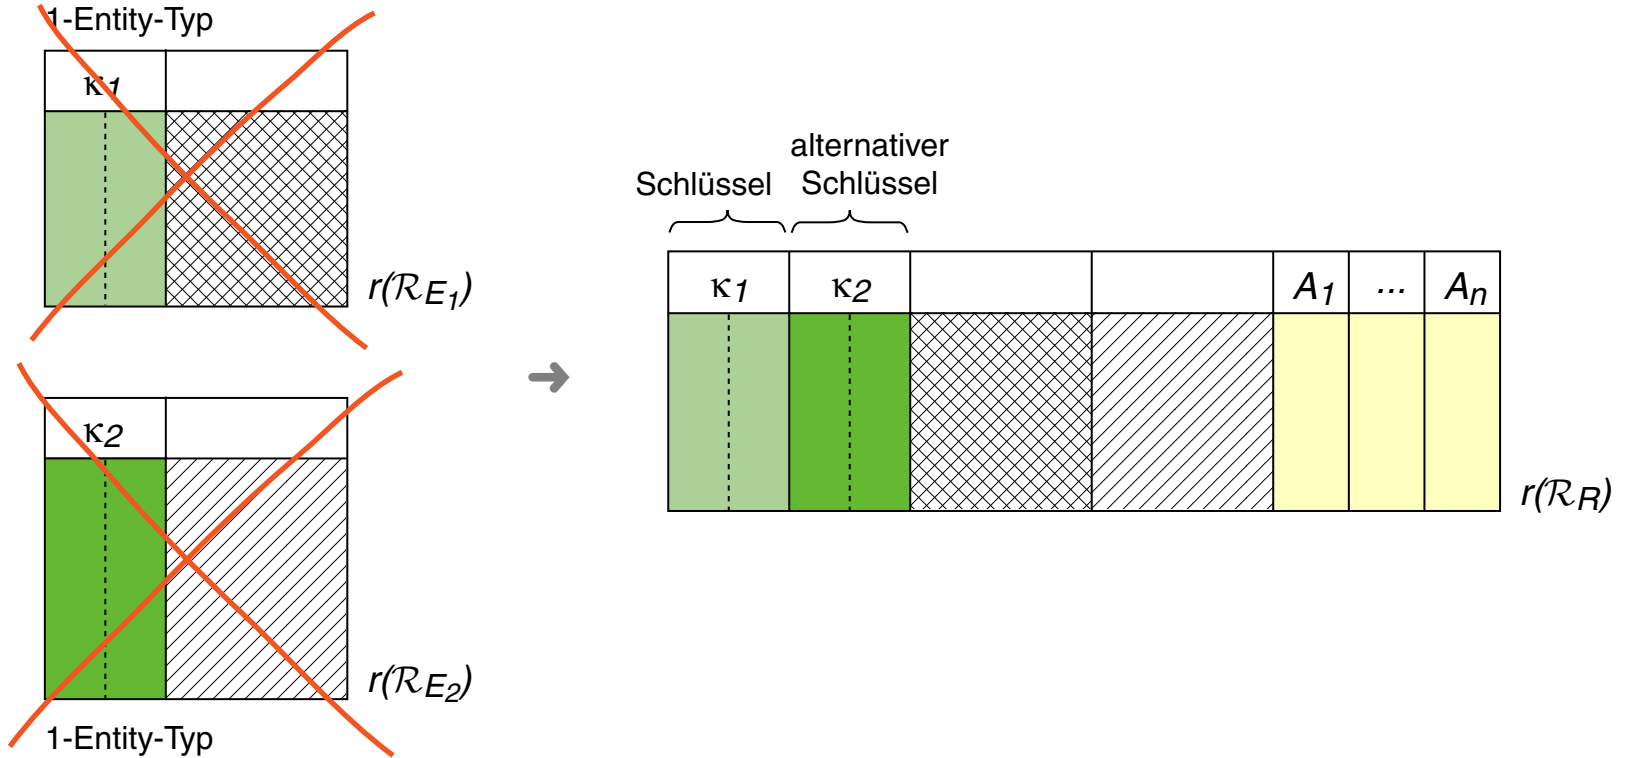 1-Entity-Typ
κ1
r(ℛE1)
κ2
r(ℛE2)
1-Entity-Typ
➜
alternativer
Schlüssel Schlüssel
κ1 κ2 A1 ... An
r(ℛR)